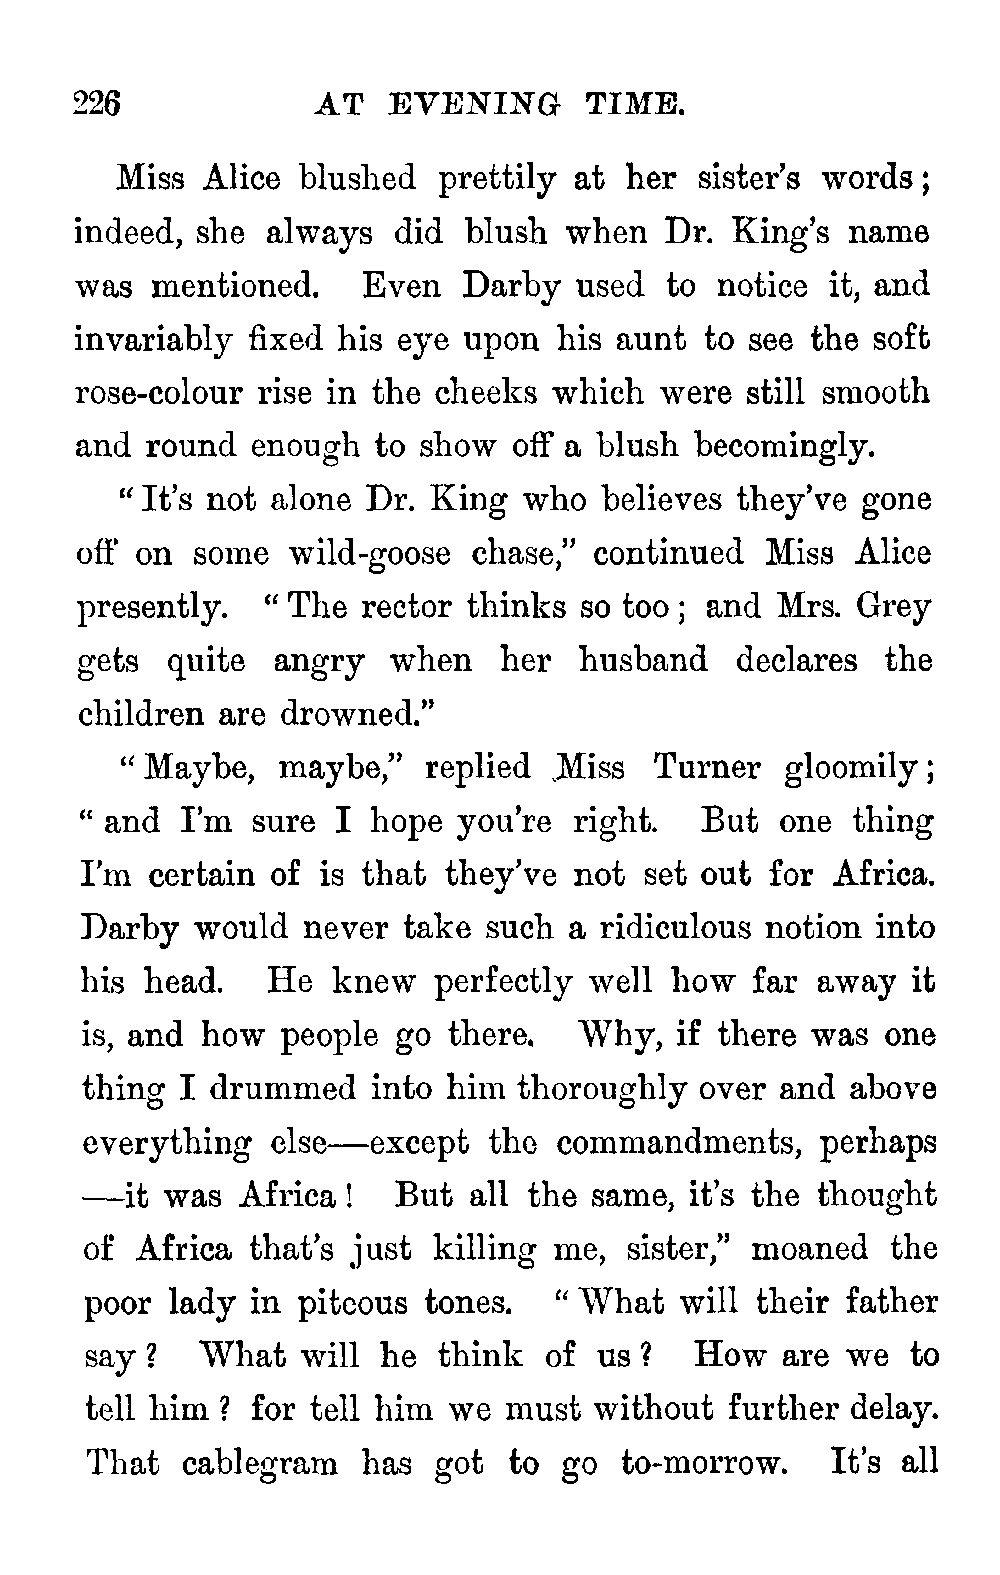 226 AT EVENING TIME.
Miss Alice blushed prettily at her sister's words;
indeed, she always did blush when Dr. King's name
was mentioned. Even Darby used to notice it, and
invariably fixed his eye upon his aunt to see the soft
rose-colour rise in the cheeks which were still smooth
and round enough to show off a blush becomingly.
"It's not alone Dr. King who believes they've gone
off on some wild-goose chase," continued Miss Alice
presently. "The rector thinks so too; and Mrs. Grey
gets quite angry when her husband declares the
children are drowned."
"Maybe, maybe," replied Miss Turner gloomily;
"and I'm sure I hope you're right. But one thing
I'm certain of is that they've not set out for Africa.
Darby would never take such a ridiculous notion into
his head. He knew perfectly well how far away it
is, and how people go there. Why, if there was one
thing I drummed into him thoroughly over and above
everything else—except the commandments, perhaps
—it was Africa! But all the same, it's the thought
of Africa that's just killing me, sister," moaned the
poor lady in piteous tones. "What will their father
say? What will he think of us? How are we to
tell him? for tell him we must without further delay.
That cablegram has got to go to-morrow. It's all